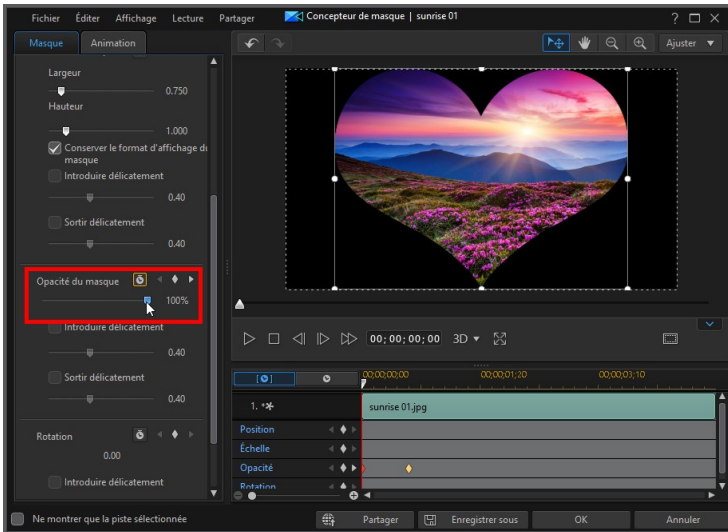 Fichier Éditer Affichage Lecture Partager Concepteur de masque | sunrise 01 ?
Masque Animation
Ajuster
Largeur
0.750
Hauteur
1.000
Conserver le format d'affichage du
masque
Introduire délicatement
0.40
Sortir délicatement
0.40
Opacité du masque
100%
Introduire délicatement
0.40
Sortir délicatement
0.40
Rotation
0.00
Introduire délicatement
00;00;00;00 3D
00;00;00;00 00;00;01;20 00;00;03;10
1. sunrise 01.jpg
Position
Échelle
Opacité
Rotation
Ne montrer que la piste sélectionnée
Partager Enregistrer sous OK Annuler